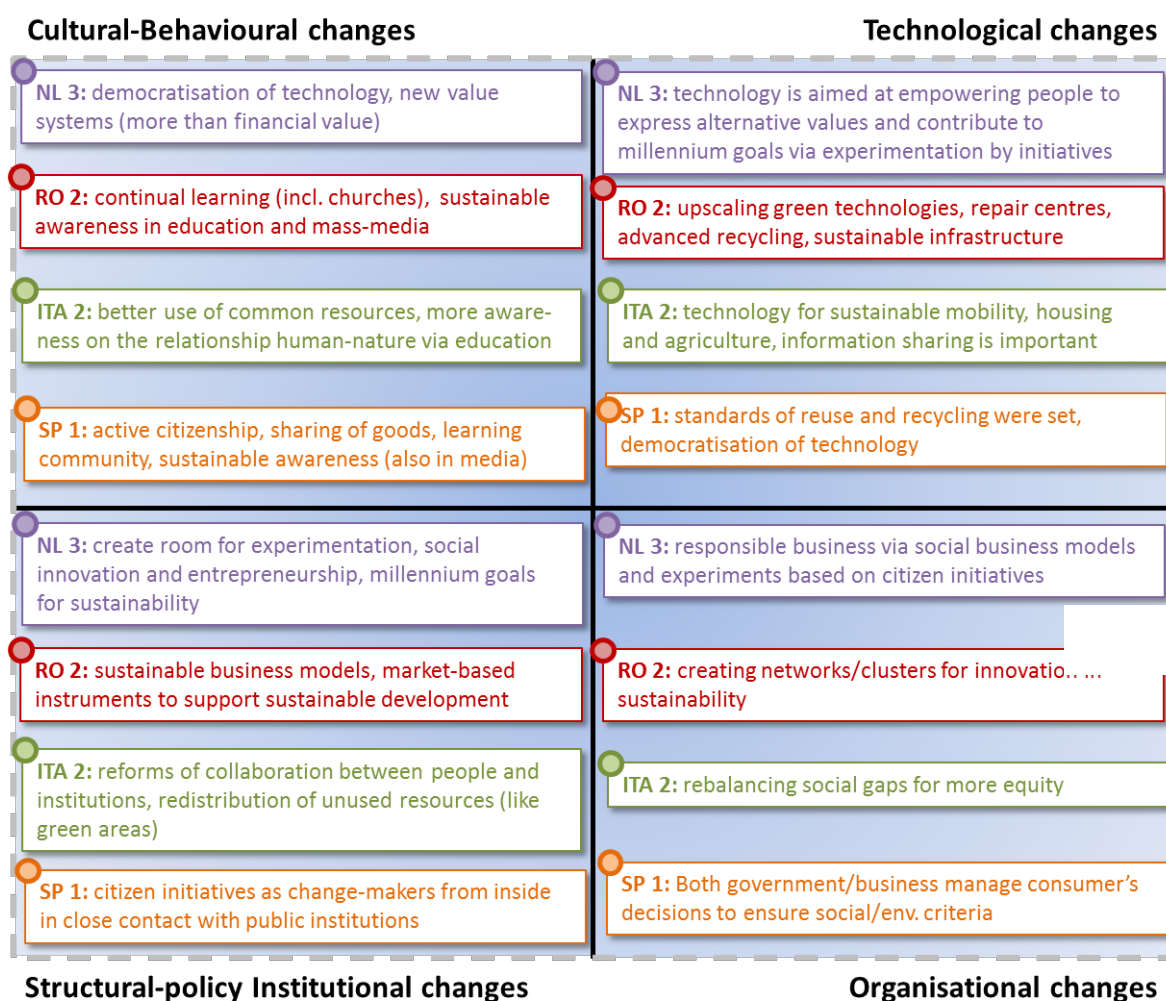 Cultural-Behavioural changes
Technological changes
NL 3: democratisation of technology, new value
systems (more than financial value)
RO 2: continual learning (incl. churches), sustainable
awareness in education and mass-media
ITA 2: better use of common resources, more aware-
ness on the relationship human-nature via education
SP 1: active citizenship, sharing of goods, learning
community, sustainable awareness (also in media)
NL 3: technology is aimed at empowering people to
express alternative values and contribute to
millennium goals via experimentation by initiatives
RO 2: upscaling green technologies, repair centres,
advanced recycling, sustainable infrastructure
ITA 2: technology for sustainable mobility, housing
and agriculture, information sharing is important
SP 1: standards of reuse and recycling were set,
democratisation of technology
NL 3: create room for experimentation, social
innovation and entrepreneurship, millennium goals
for sustainability
RO 2: sustainable business models, market-based
instruments to support sustainable development
ITA 2: reforms of collaboration between people and
institutions, redistribution of unused resources (like
green areas)
SP 1: citizen initiatives as change-makers from inside
in close contact with public institutions
NL 3: responsible business via social business models
and experiments based on citizen initiatives
RO 2: creating networks/clusters for
sustainability
ITA 2: rebalancing social gaps for more equity
SP 1: Both government/business manage consumer's
decisions to ensure social/env. criteria
Structural-policy Institutional changes
Organisational changes